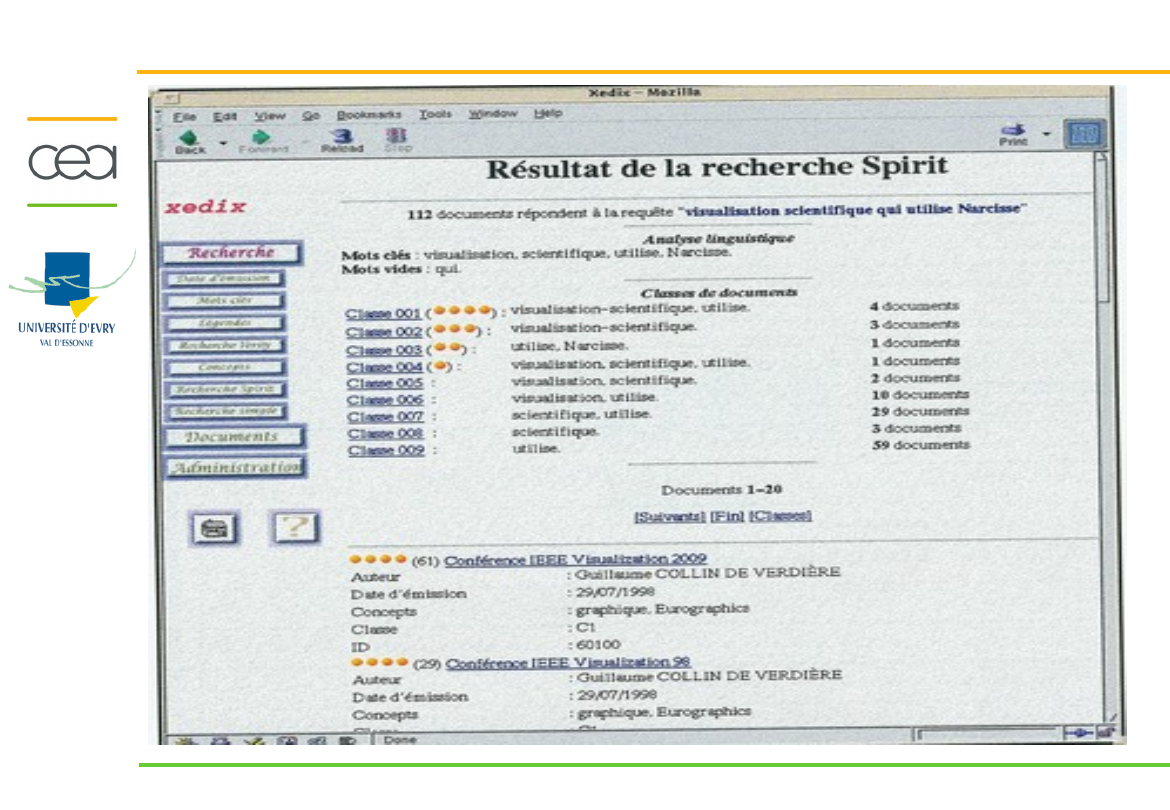 Xedix – Mozilla
File Edit View Go Bookmarks Tools Window Help
Back Forward Reload Stop Print
Résultat de la recherche Spirit
cea
xedix
112 documents répondent à la requête "visualisation scientifique qui utilise Narcisse"
Analyse linguistique
Mots clés : visualisation, scientifique, utilise, Narcisse.
Mots vides : qui.
Recherche
Date d'émission
Mots clés
Légendes
Recherche Verity
Concepts
Recherche Spirit
Recherche simple
Documents
Administration
?
UNIVERSITÉ D'EVRY
VAL D'ESSONNE
Classes de documents
Classe 001 ( ) : visualisation-scientifique, utilise. 4 documents
Classe 002 ( ) : visualisation-scientifique. 3 documents
Classe 003 ( ) : utilise, Narcisse. 1 documents
Classe 004 ( ) : visualisation, scientifique, utilise. 1 documents
Classe 005 : visualisation, scientifique. 2 documents
Classe 006 : visualisation, utilise. 10 documents
Classe 007 : scientifique, utilise. 29 documents
Classe 008 : scientifique. 3 documents
Classe 009 : utilise. 59 documents
Documents 1–20
[Suivants] [Fin] [Classes]
(61) Conférence IEEE Visualization 2009
Auteur : Guillaume COLLIN DE VERDIÈRE
Date d'émission : 29/07/1998
Concepts : graphique, Eurographics
Classe : C1
ID : 60100
(29) Conférence IEEE Visualization 98
Auteur : Guillaume COLLIN DE VERDIÈRE
Date d'émission : 29/07/1998
Concepts : graphique, Eurographics
Done